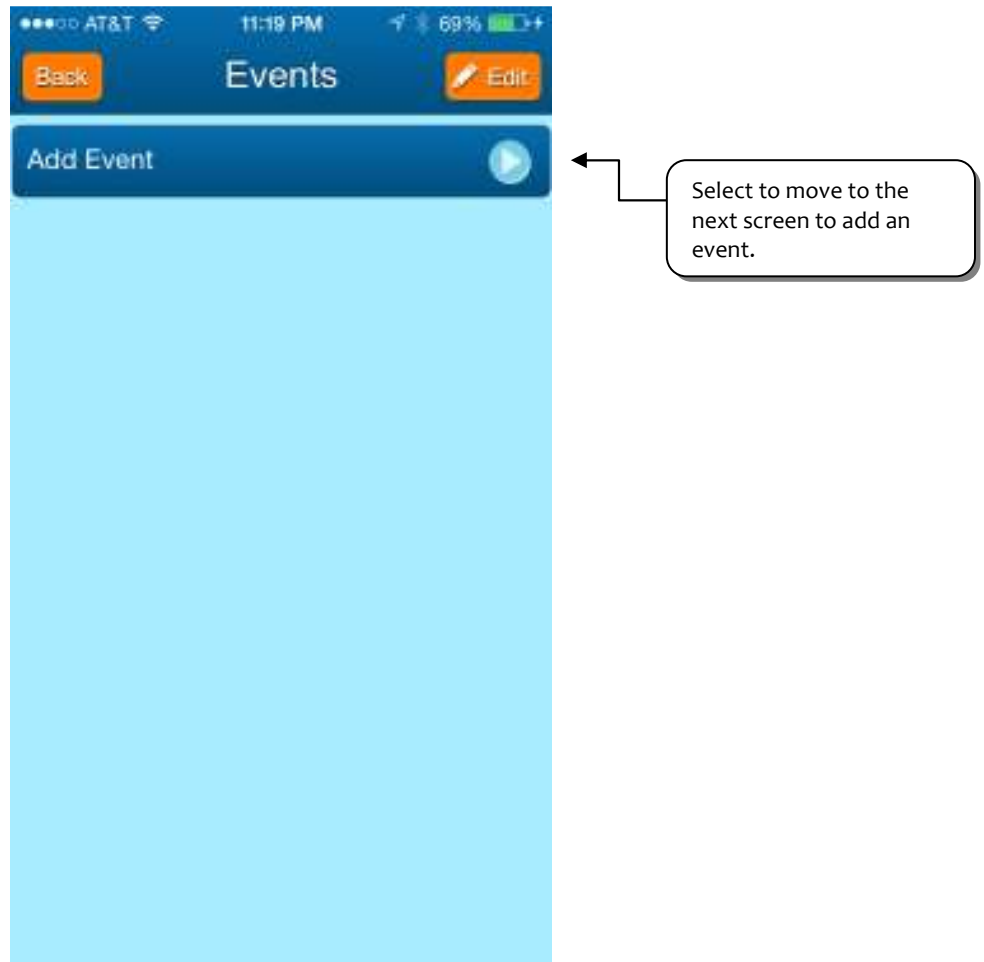 AT&T 11:19 PM 69%
Back Events Edit
Add Event
Select to move to the
next screen to add an
event.